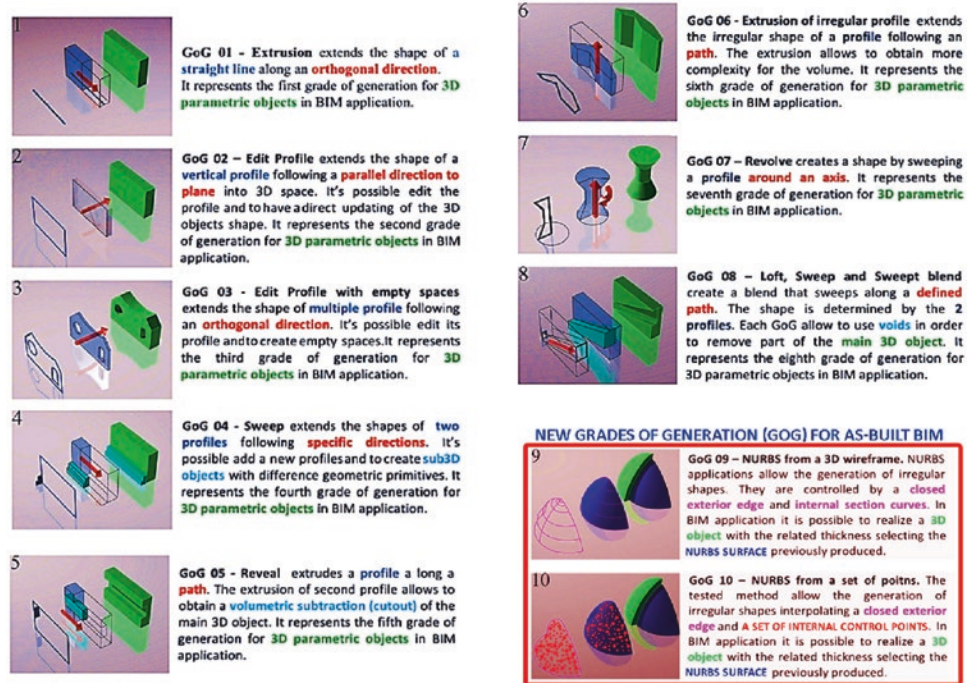 1
GoG 01 - Extrusion extends the shape of a
straight line along an orthogonal direction.
It represents the first grade of generation for 3D
parametric objects in BIM application.
2
GoG 02 – Edit Profile extends the shape of a
vertical profile following a parallel direction to
plane into 3D space. It's possible edit the
profile and to have a direct updating of the 3D
objects shape. It represents the second grade
of generation for 3D parametric objects in BIM
application.
3
GoG 03 - Edit Profile with empty spaces
extends the shape of multiple profile following
an orthogonal direction. It's possible edit its
profile and to create empty spaces. It represents
the third grade of generation for 3D
parametric objects in BIM application.
4
GoG 04 – Sweep extends the shapes of two
profiles following specific directions. It's
possible add a new profiles and to create sub3D
objects with difference geometric primitives. It
represents the fourth grade of generation for
3D parametric objects in BIM application.
5
GoG 05 - Reveal extrudes a profile a long a
path. The extrusion of second profile allows to
obtain a volumetric subtraction (cutout) of the
main 3D object. It represents the fifth grade of
generation for 3D parametric objects in BIM
application.
6
GoG 06 - Extrusion of irregular profile extends
the irregular shape of a profile following an
path. The extrusion allows to obtain more
complexity for the volume. It represents the
sixth grade of generation for 3D parametric
objects in BIM application.
7
GoG 07 – Revolve creates a shape by sweeping
a profile around an axis. It represents the
seventh grade of generation for 3D parametric
objects in BIM application.
8
GoG 08 – Loft, Sweep and Sweept blend
create a blend that sweeps along a defined
path. The shape is determined by the 2
profiles. Each GoG allow to use voids in order
to remove part of the main 3D object. It
represents the eighth grade of generation for
3D parametric objects in BIM application.
NEW GRADES OF GENERATION (GOG) FOR AS-BUILT BIM
9
GoG 09 – NURBS from a 3D wireframe. NURBS
applications allow the generation of irregular
shapes. They are controlled by a closed
exterior edge and internal section curves. In
BIM application it is possible to realize a 3D
object with the related thickness selecting the
NURBS SURFACE previously produced.
10
GoG 10 – NURBS from a set of poitns. The
tested method allow the generation of
irregular shapes interpolating a closed exterior
edge and A SET OF INTERNAL CONTROL POINTS. In
BIM application it is possible to realize a 3D
object with the related thickness selecting the
NURBS SURFACE previously produced.